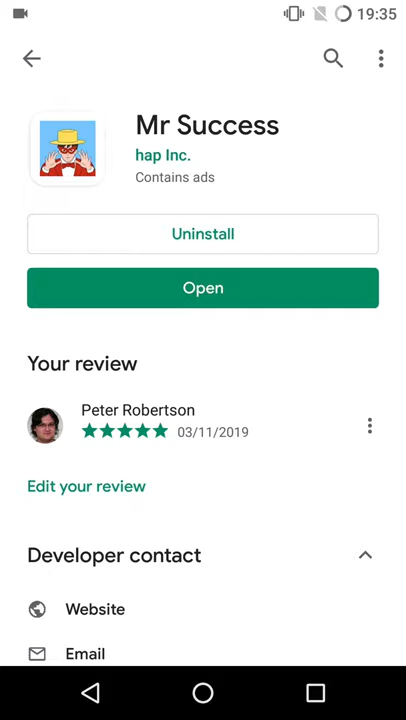 19:35
Mr Success
hap Inc.
Contains ads
Uninstall
Open
Your review
Peter Robertson
03/11/2019
Edit your review
Developer contact
Website
Email